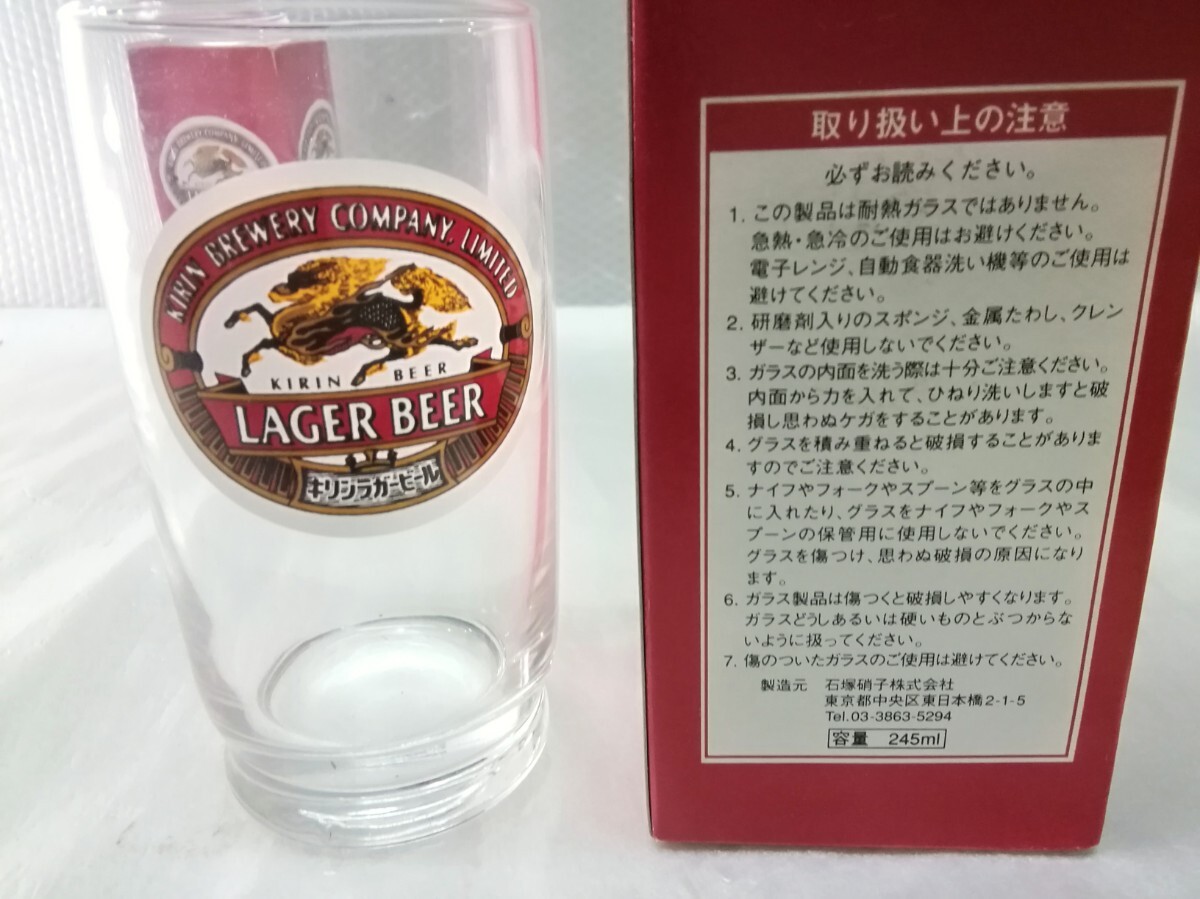 KIRIN BREWERY COMPANY, LIMITED
KIRIN BEER
LAGER BEER
キリンラガービール
取り扱い上の注意
必ずお読みください。
1. この製品は耐熱ガラスではありません。
急熱・急冷のご使用はお避けください。
電子レンジ、自動食器洗い機等のご使用は
避けてください。
2. 研磨剤入りのスポンジ、金属たわし、クレン
ザーなど使用しないでください。
3. ガラスの内面を洗う際は十分ご注意ください。
内面から力を入れて、ひねり洗いしますと破
損し思わぬケガをすることがあります。
4. グラスを積み重ねると破損することがありま
すのでご注意ください。
5. ナイフやフォークやスプーン等をグラスの中
に入れたり、グラスをナイフやフォークやス
プーンの保管用に使用しないでください。
グラスを傷つけ、思わぬ破損の原因になり
ます。
6. ガラス製品は傷つくと破損しやすくなります。
ガラスどうしあるいは硬いものとぶつからな
いように扱ってください。
7. 傷のついたガラスのご使用は避けてください。
製造元 石塚硝子株式会社
東京都中央区東日本橋2-1-5
Tel.03-3863-5294
容量 245ml